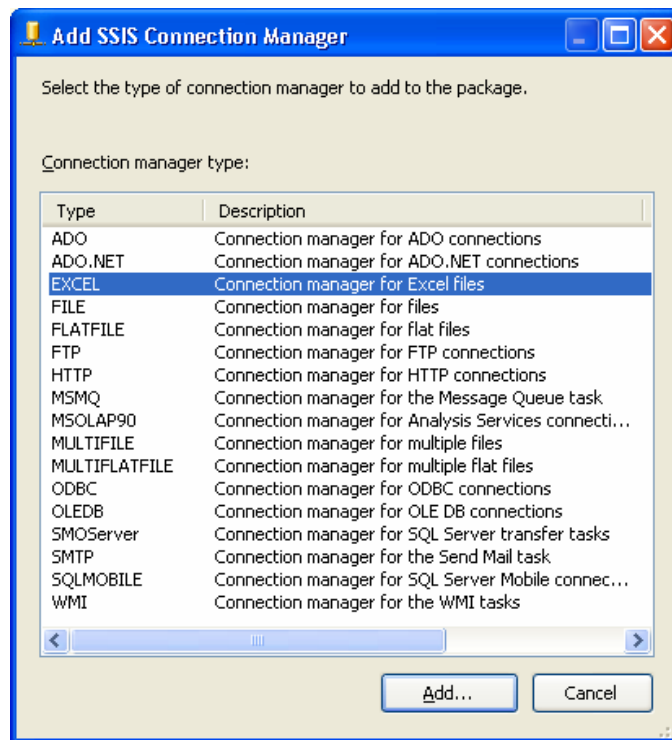 Add SSIS Connection Manager
Select the type of connection manager to add to the package.
Connection manager type:
Type Description
ADO Connection manager for ADO connections
ADO.NET Connection manager for ADO.NET connections
EXCEL Connection manager for Excel files
FILE Connection manager for files
FLATFILE Connection manager for flat files
FTP Connection manager for FTP connections
HTTP Connection manager for HTTP connections
MSMQ Connection manager for the Message Queue task
MSOLAP90 Connection manager for Analysis Services connecti...
MULTIFILE Connection manager for multiple files
MULTIFLATFILE Connection manager for multiple flat files
ODBC Connection manager for ODBC connections
OLEDB Connection manager for OLE DB connections
SMOServer Connection manager for SQL Server transfer tasks
SMTP Connection manager for the Send Mail task
SQLMOBILE Connection manager for SQL Server Mobile connec...
WMI Connection manager for the WMI tasks
Add... Cancel